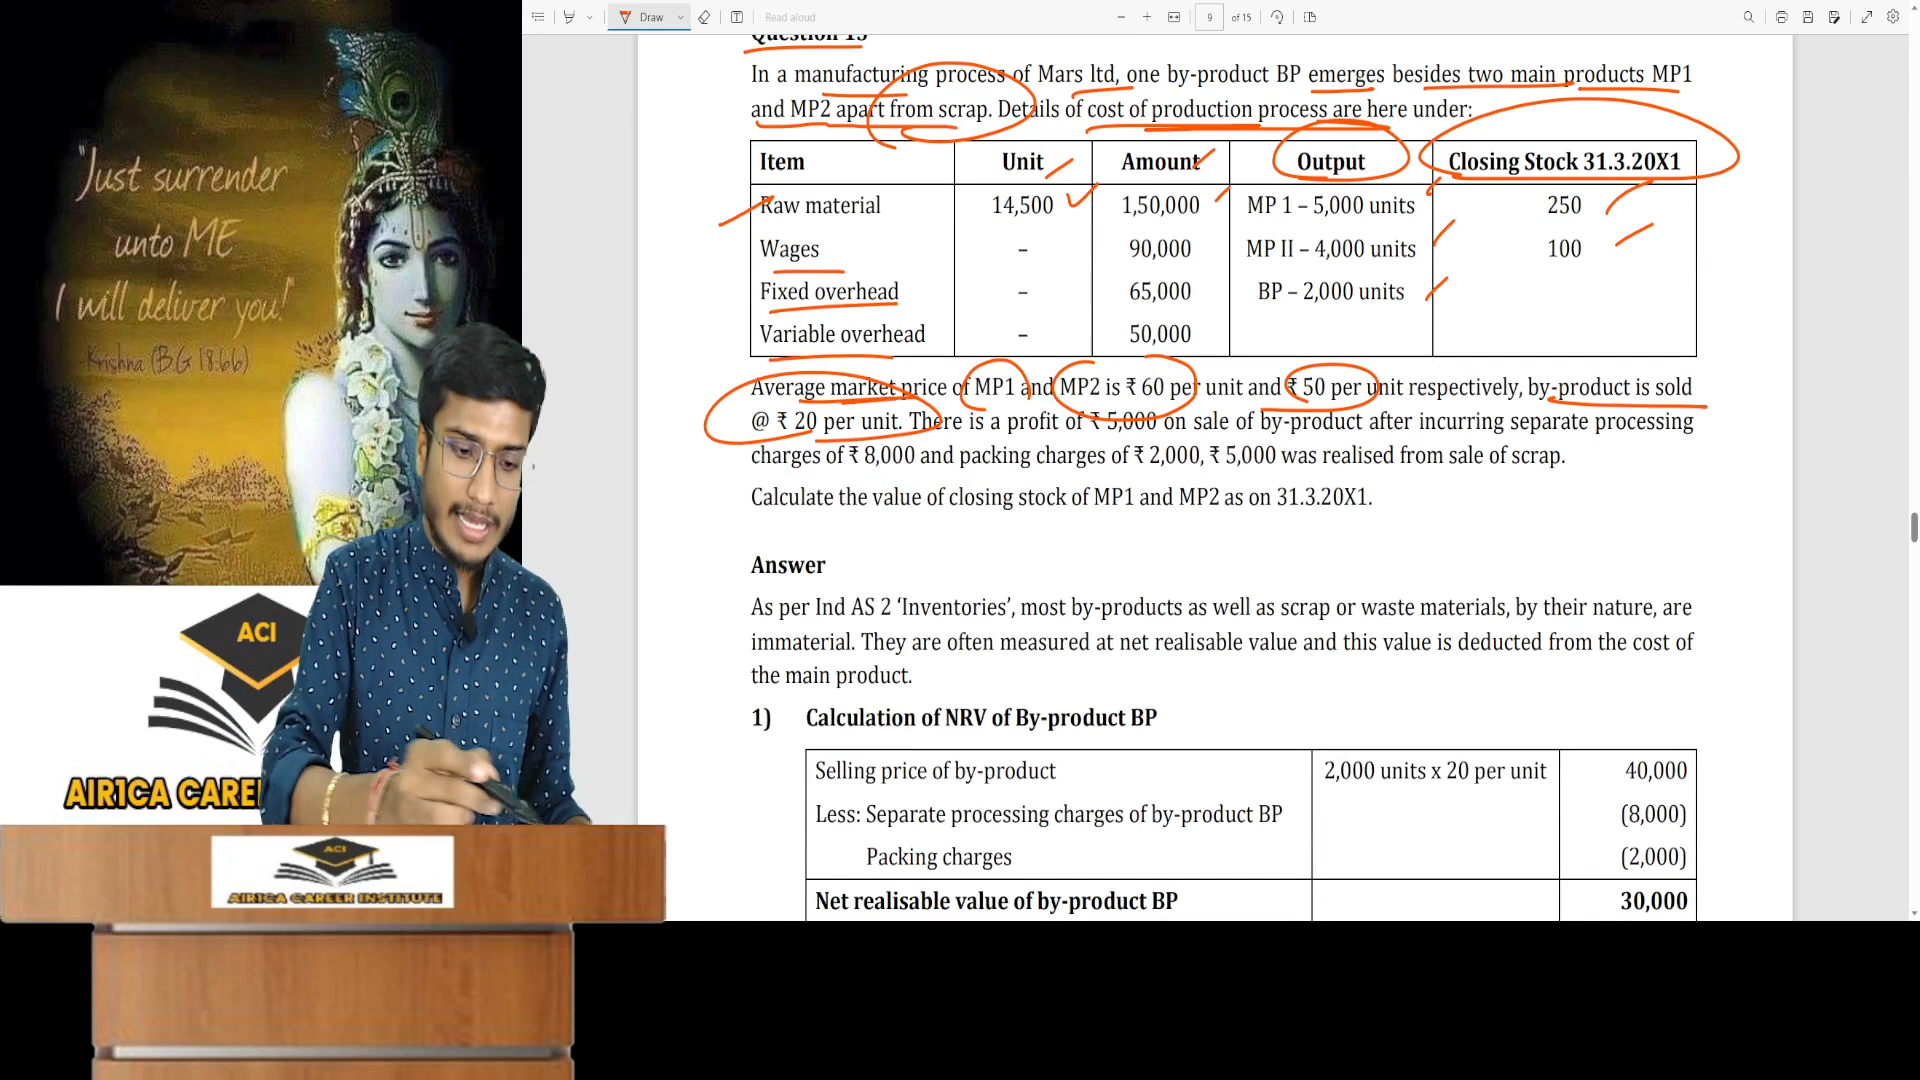 "Just surrender
unto ME
I will deliver you!"
Krishna (B.G 18:66)
ACI
AIR1CA CAREE
ACI
AIR1CA CAREER INSTITUTE
Draw
Read aloud
9 of 15
Question 13
In a manufacturing process of Mars ltd, one by-product BP emerges besides two main products MP1
and MP2 apart from scrap. Details of cost of production process are here under:
Item Unit Amount Output Closing Stock 31.3.20X1
Raw material 14,500 1,50,000 MP 1 – 5,000 units 250
Wages – 90,000 MP II – 4,000 units 100
Fixed overhead – 65,000 BP – 2,000 units
Variable overhead – 50,000
Average market price of MP1 and MP2 is ₹ 60 per unit and ₹ 50 per unit respectively, by-product is sold
@ ₹ 20 per unit. There is a profit of ₹ 5,000 on sale of by-product after incurring separate processing
charges of ₹ 8,000 and packing charges of ₹ 2,000, ₹ 5,000 was realised from sale of scrap.
Calculate the value of closing stock of MP1 and MP2 as on 31.3.20X1.
Answer
As per Ind AS 2 ‘Inventories’, most by-products as well as scrap or waste materials, by their nature, are
immaterial. They are often measured at net realisable value and this value is deducted from the cost of
the main product.
1) Calculation of NRV of By-product BP
Selling price of by-product 2,000 units x 20 per unit 40,000
Less: Separate processing charges of by-product BP (8,000)
Packing charges (2,000)
Net realisable value of by-product BP 30,000